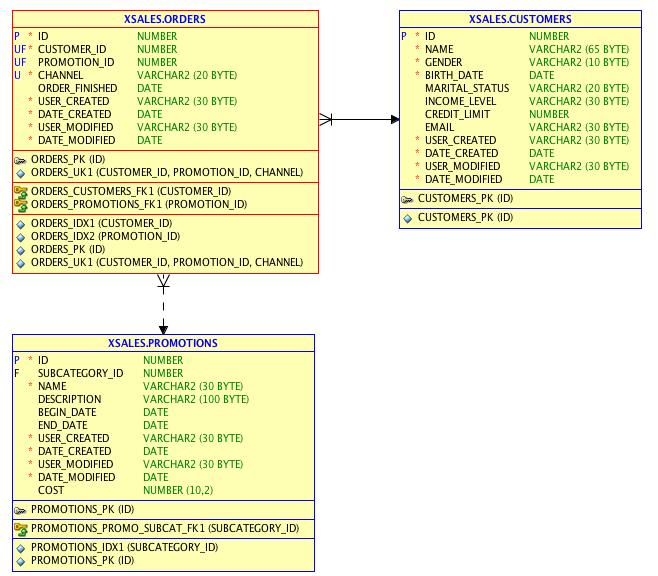 XSALES.ORDERS
P * ID NUMBER
UF * CUSTOMER_ID NUMBER
UF PROMOTION_ID NUMBER
U * CHANNEL VARCHAR2 (20 BYTE)
ORDER_FINISHED DATE
* USER_CREATED VARCHAR2 (30 BYTE)
* DATE_CREATED DATE
* USER_MODIFIED VARCHAR2 (30 BYTE)
* DATE_MODIFIED DATE
ORDERS_PK (ID)
ORDERS_UK1 (CUSTOMER_ID, PROMOTION_ID, CHANNEL)
ORDERS_CUSTOMERS_FK1 (CUSTOMER_ID)
ORDERS_PROMOTIONS_FK1 (PROMOTION_ID)
ORDERS_IDX1 (CUSTOMER_ID)
ORDERS_IDX2 (PROMOTION_ID)
ORDERS_PK (ID)
ORDERS_UK1 (CUSTOMER_ID, PROMOTION_ID, CHANNEL)
XSALES.CUSTOMERS
P * ID NUMBER
* NAME VARCHAR2 (65 BYTE)
* GENDER VARCHAR2 (10 BYTE)
* BIRTH_DATE DATE
MARITAL_STATUS VARCHAR2 (20 BYTE)
INCOME_LEVEL VARCHAR2 (30 BYTE)
CREDIT_LIMIT NUMBER
EMAIL VARCHAR2 (30 BYTE)
* USER_CREATED VARCHAR2 (30 BYTE)
* DATE_CREATED DATE
* USER_MODIFIED VARCHAR2 (30 BYTE)
* DATE_MODIFIED DATE
CUSTOMERS_PK (ID)
CUSTOMERS_PK (ID)
XSALES.PROMOTIONS
P * ID NUMBER
F SUBCATEGORY_ID NUMBER
* NAME VARCHAR2 (30 BYTE)
DESCRIPTION VARCHAR2 (100 BYTE)
BEGIN_DATE DATE
END_DATE DATE
* USER_CREATED VARCHAR2 (30 BYTE)
* DATE_CREATED DATE
* USER_MODIFIED VARCHAR2 (30 BYTE)
* DATE_MODIFIED DATE
COST NUMBER (10,2)
PROMOTIONS_PK (ID)
PROMOTIONS_PROMO_SUBCAT_FK1 (SUBCATEGORY_ID)
PROMOTIONS_IDX1 (SUBCATEGORY_ID)
PROMOTIONS_PK (ID)